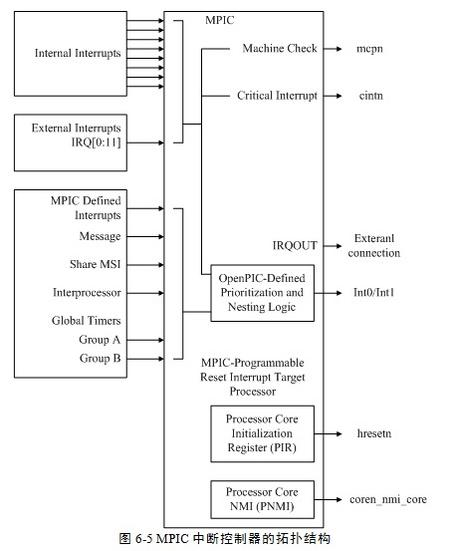 MPIC
Internal Interrupts
Machine Check
mcpn
Critical Interrupt
cintn
External Interrupts
IRQ[0:11]
MPIC Defined
Interrupts
Message
Share MSI
Interprocessor
Global Timers
Group A
Group B
IRQOUT
Exteranl
connection
OpenPIC-Defined
Prioritization and
Nesting Logic
Int0/Int1
MPIC-Programmable
Reset Interrupt Target
Processor
Processor Core
Initialization
Register (PIR)
hresetn
Processor Core
NMI (PNMI)
coren_nmi_core
图 6-5 MPIC 中断控制器的拓扑结构